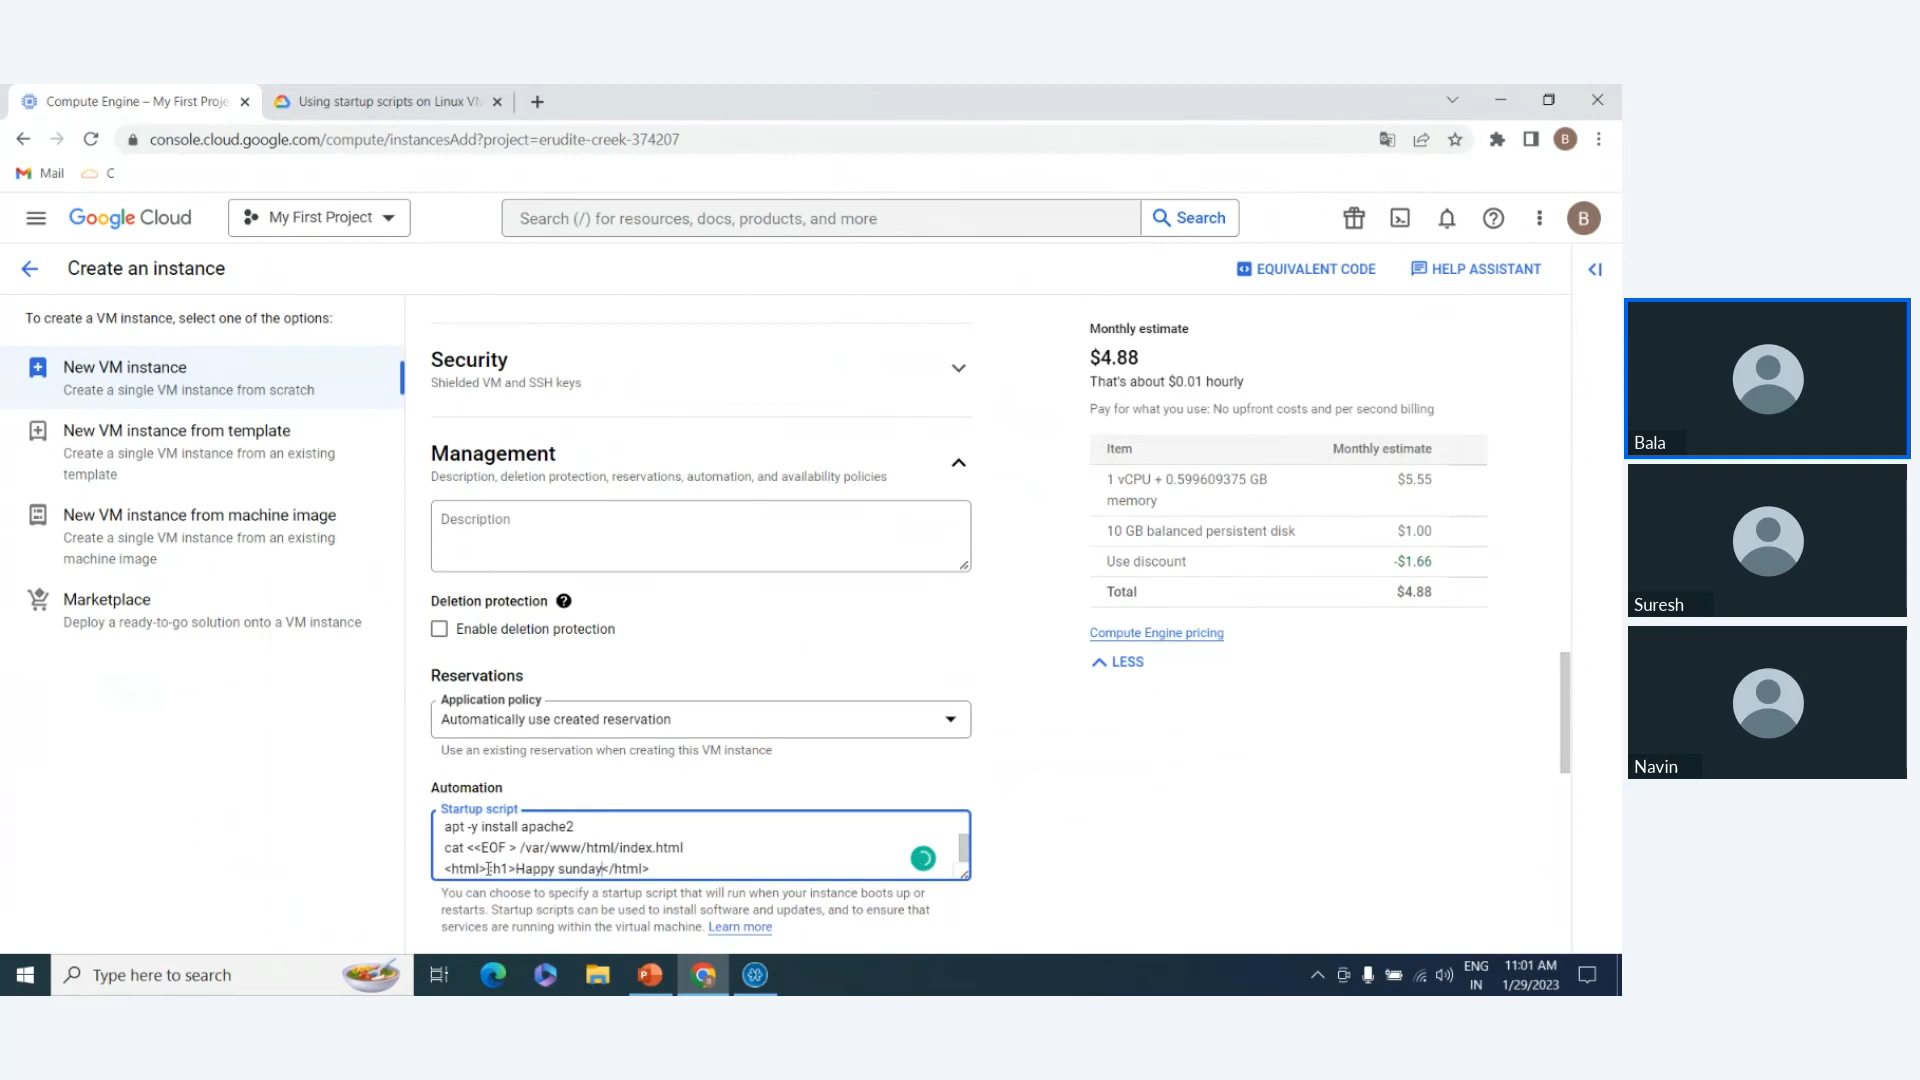 Compute Engine – My First Proje
Using startup scripts on Linux VM
console.cloud.google.com/compute/instancesAdd?project=erudite-creek-374207
B
Mail
C
Google Cloud
My First Project
Search (/) for resources, docs, products, and more
Search
B
Create an instance
EQUIVALENT CODE
HELP ASSISTANT
To create a VM instance, select one of the options:
New VM instance
Create a single VM instance from scratch
New VM instance from template
Create a single VM instance from an existing
template
New VM instance from machine image
Create a single VM instance from an existing
machine image
Marketplace
Deploy a ready-to-go solution onto a VM instance
Security
Shielded VM and SSH keys
Management
Description, deletion protection, reservations, automation, and availability policies
Description
Deletion protection
Enable deletion protection
Reservations
Application policy
Automatically use created reservation
Use an existing reservation when creating this VM instance
Automation
Startup script
apt -y install apache2
cat <<EOF > /var/www/html/index.html
<html><h1>Happy sunday</html>
You can choose to specify a startup script that will run when your instance boots up or
restarts. Startup scripts can be used to install software and updates, and to ensure that
services are running within the virtual machine. Learn more
Monthly estimate
$4.88
That's about $0.01 hourly
Pay for what you use: No upfront costs and per second billing
Item Monthly estimate
1 vCPU + 0.599609375 GB
memory $5.55
10 GB balanced persistent disk $1.00
Use discount -$1.66
Total $4.88
Compute Engine pricing
LESS
Bala
Suresh
Navin
Type here to search
ENG
IN
11:01 AM
1/29/2023